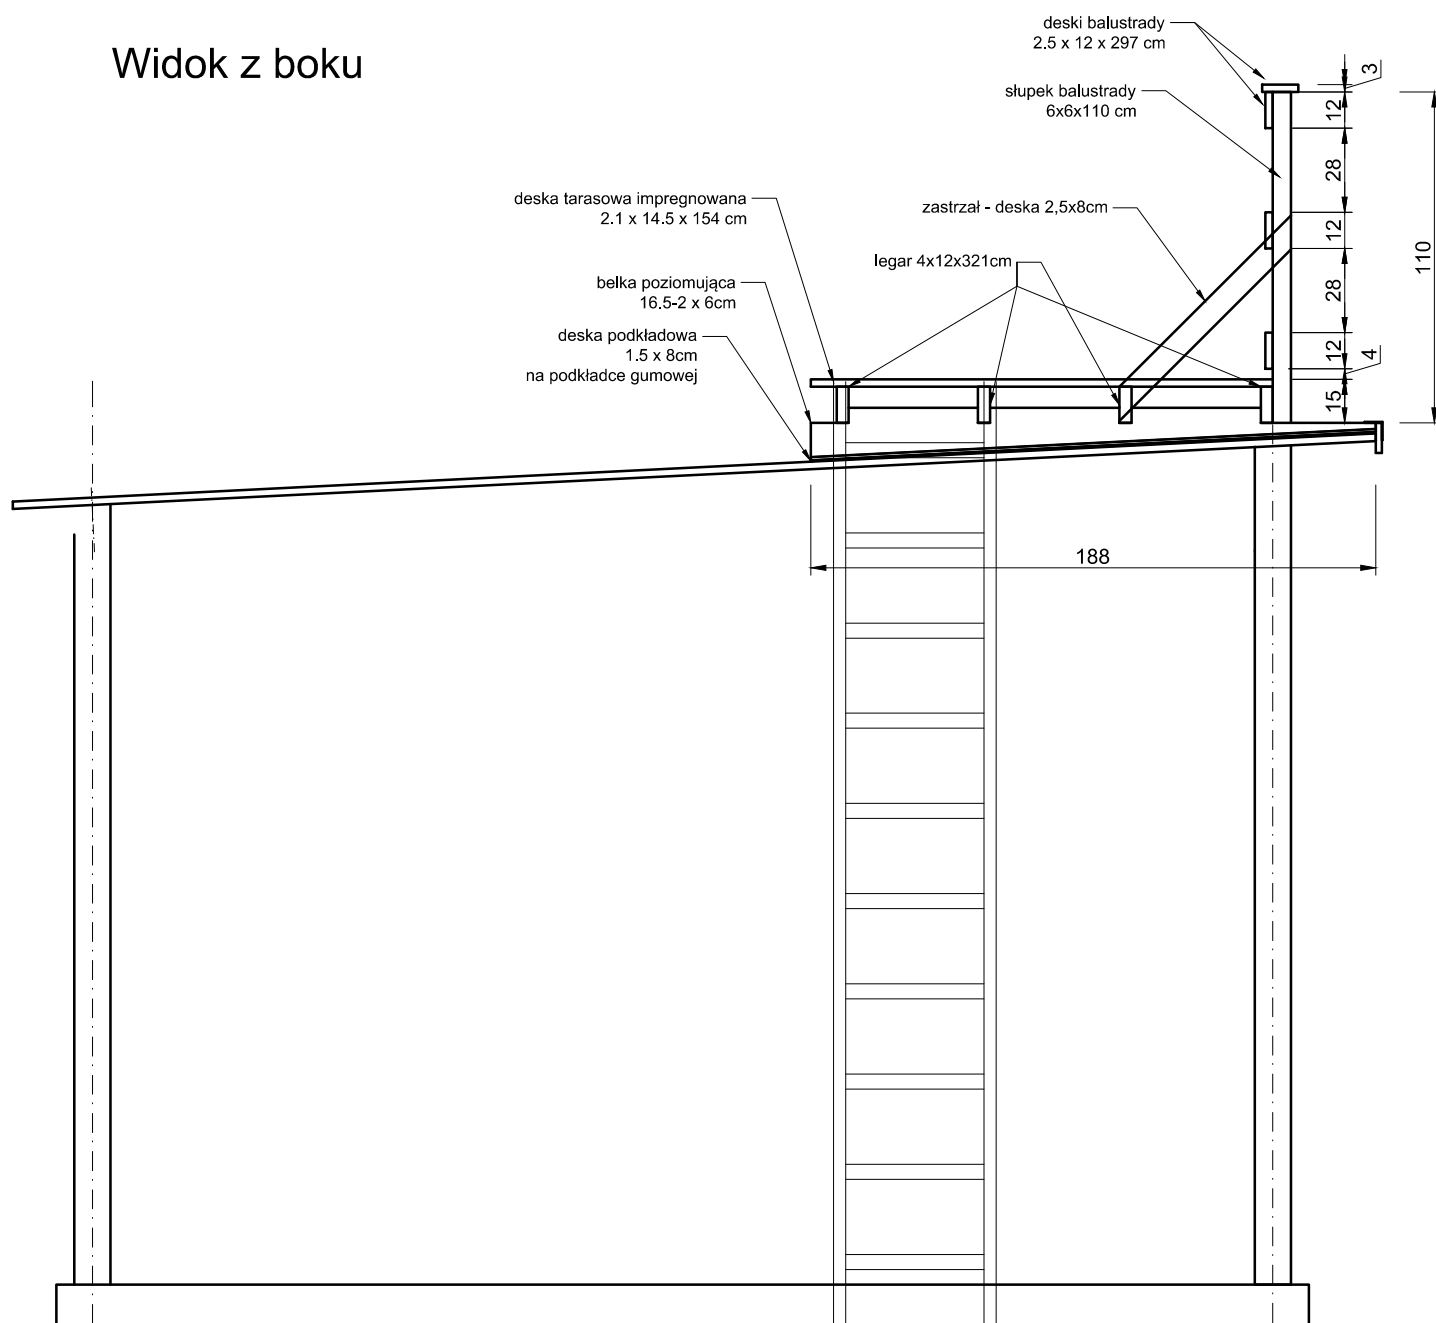 Widok z boku
deski balustrady
2.5 x 12 x 297 cm
słupek balustrady
6x6x110 cm
deska tarasowa impregnowana
2.1 x 14.5 x 154 cm
zastrzał - deska 2,5x8cm
legar 4x12x321cm
belka poziomująca
16.5-2 x 6cm
deska podkładowa
1.5 x 8cm
na podkładce gumowej
3
12
28
12
28
12
4
15
110
188